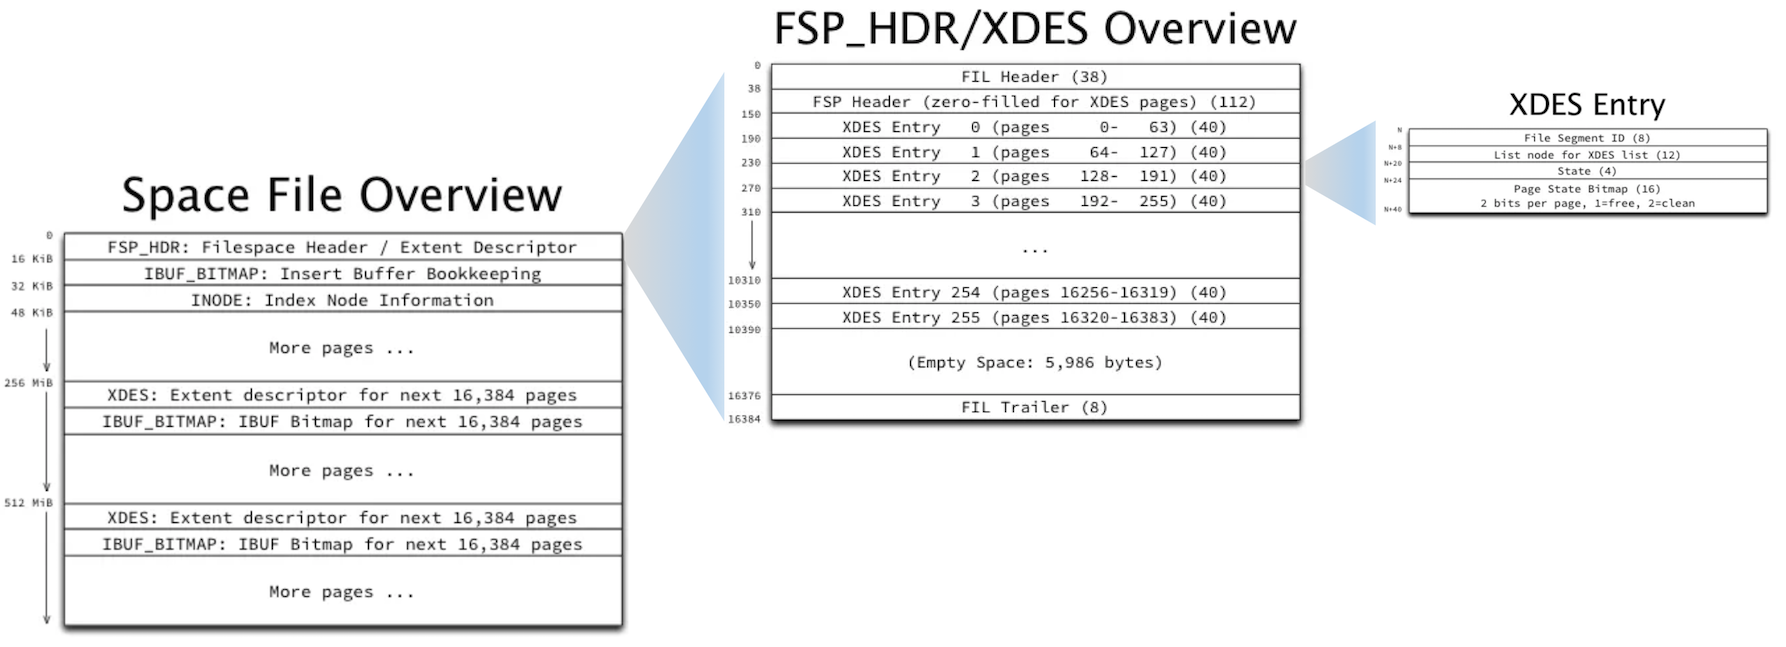 Space File Overview
0
FSP_HDR: Filespace Header / Extent Descriptor
16 KiB
IBUF_BITMAP: Insert Buffer Bookkeeping
32 KiB
INODE: Index Node Information
48 KiB
More pages ...
256 MiB
XDES: Extent descriptor for next 16,384 pages
IBUF_BITMAP: IBUF Bitmap for next 16,384 pages
More pages ...
512 MiB
XDES: Extent descriptor for next 16,384 pages
IBUF_BITMAP: IBUF Bitmap for next 16,384 pages
More pages ...
FSP_HDR/XDES Overview
0
FIL Header (38)
38
FSP Header (zero-filled for XDES pages) (112)
150
XDES Entry 0 (pages 0- 63) (40)
190
XDES Entry 1 (pages 64- 127) (40)
230
XDES Entry 2 (pages 128- 191) (40)
270
XDES Entry 3 (pages 192- 255) (40)
310
...
10310
XDES Entry 254 (pages 16256-16319) (40)
10350
XDES Entry 255 (pages 16320-16383) (40)
10390
(Empty Space: 5,986 bytes)
16376
FIL Trailer (8)
16384
XDES Entry
N
File Segment ID (8)
N+8
List node for XDES list (12)
N+20
State (4)
N+24
Page State Bitmap (16)
2 bits per page, 1=free, 2=clean
N+40